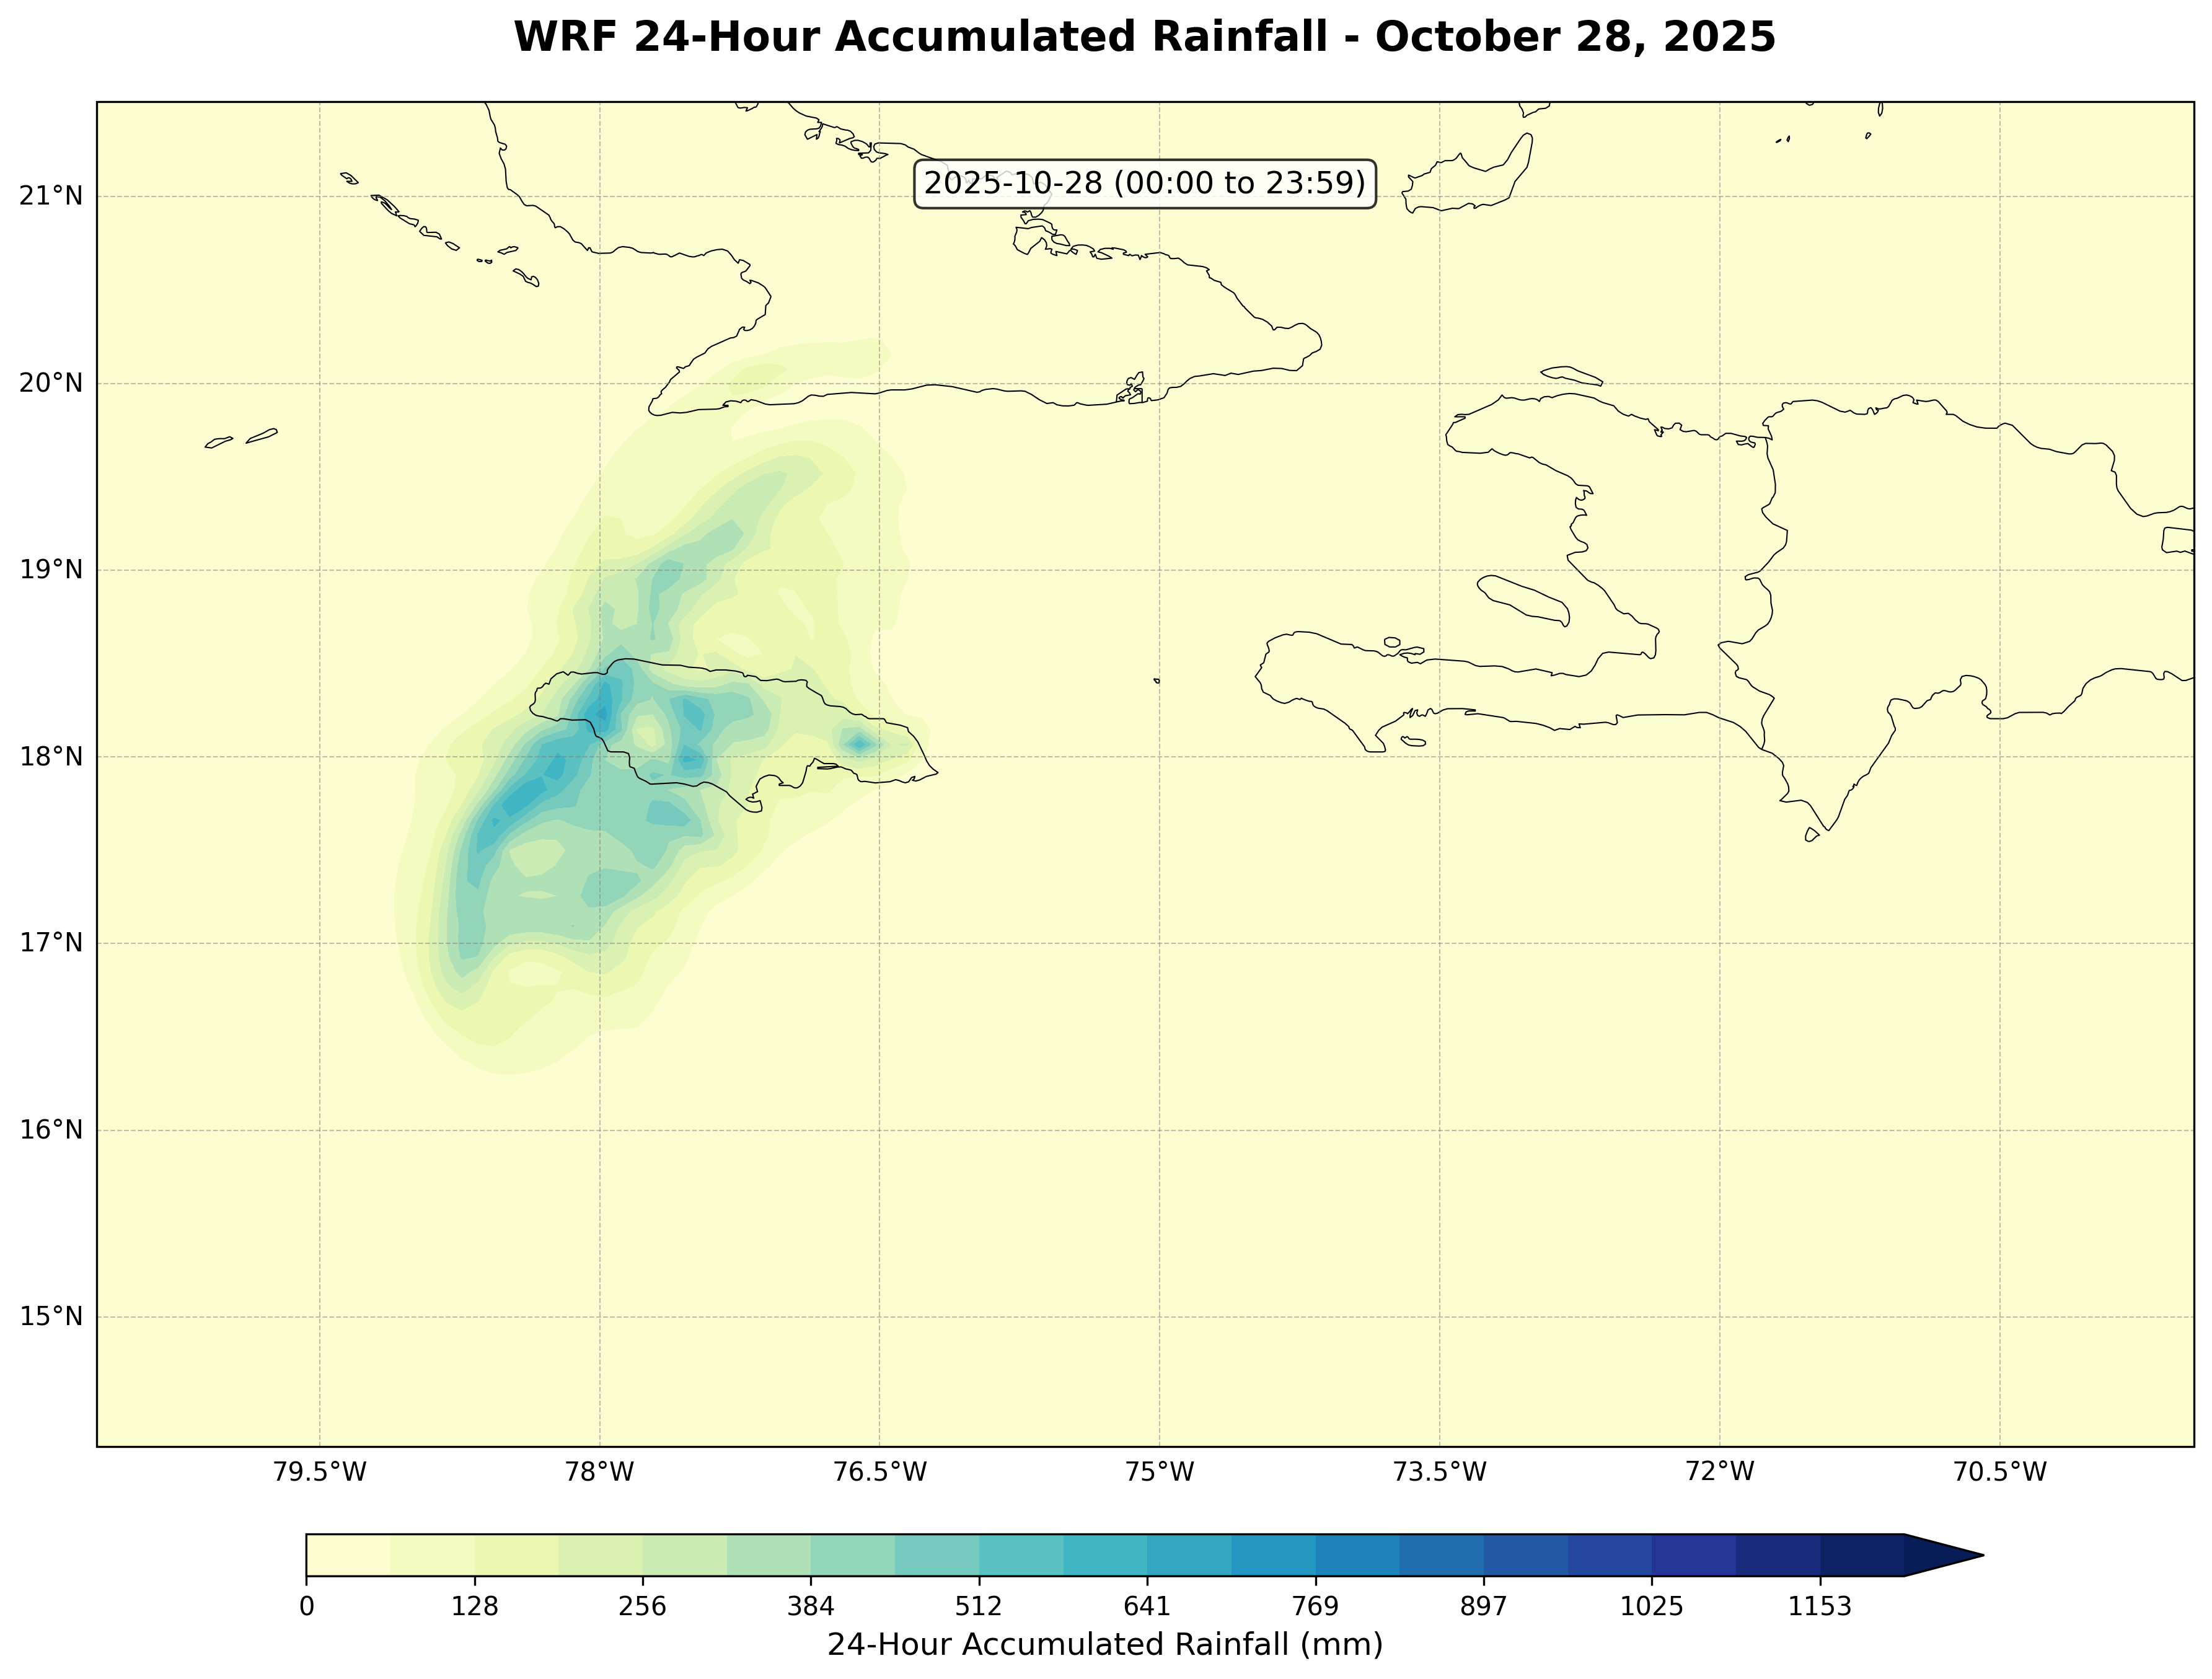 WRF 24-Hour Accumulated Rainfall - October 28, 2025
2025-10-28 (00:00 to 23:59)
21°N
20°N
19°N
18°N
17°N
16°N
15°N
79.5°W 78°W 76.5°W 75°W 73.5°W 72°W 70.5°W
0 128 256 384 512 641 769 897 1025 1153
24-Hour Accumulated Rainfall (mm)